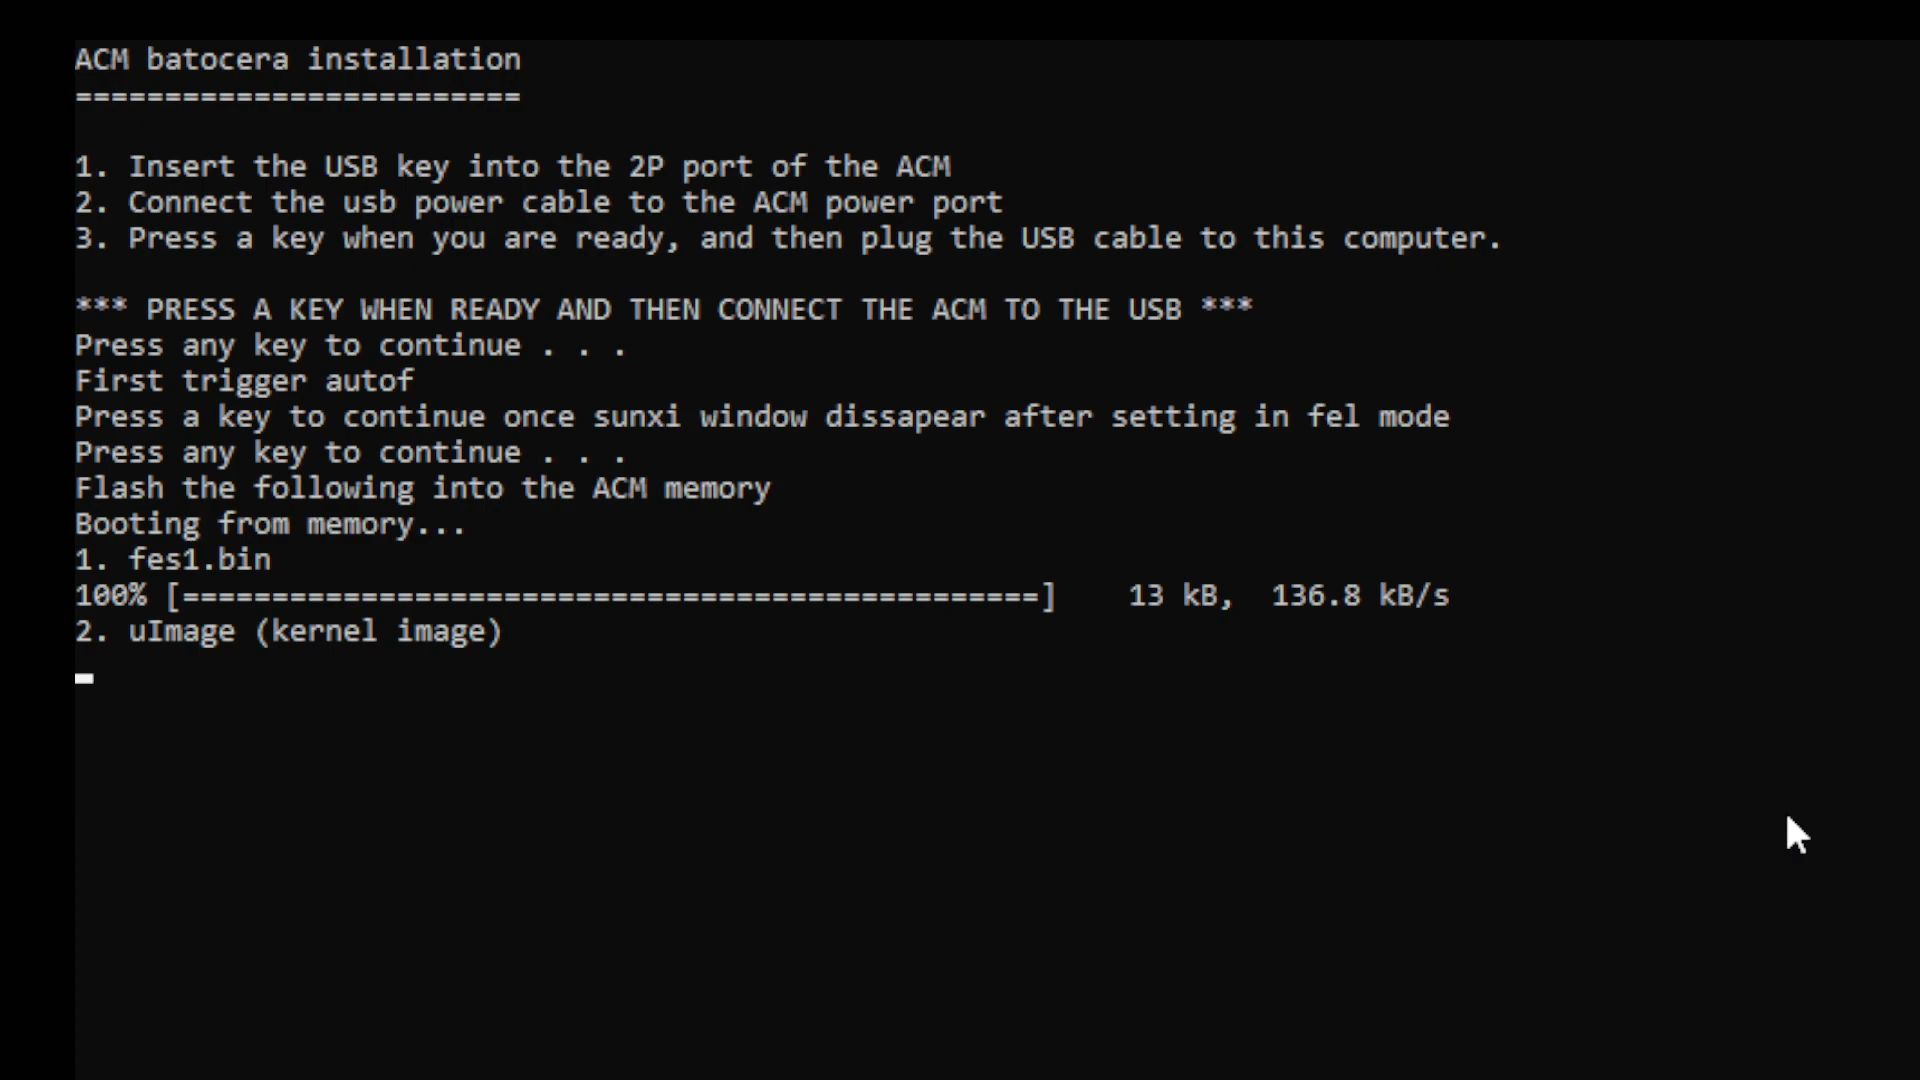 ACM batocera installation
=========================
1. Insert the USB key into the 2P port of the ACM
2. Connect the usb power cable to the ACM power port
3. Press a key when you are ready, and then plug the USB cable to this computer.
*** PRESS A KEY WHEN READY AND THEN CONNECT THE ACM TO THE USB ***
Press any key to continue . . .
First trigger autof
Press a key to continue once sunxi window dissapear after setting in fel mode
Press any key to continue . . .
Flash the following into the ACM memory
Booting from memory...
1. fes1.bin
100% [================================================]    13 kB,  136.8 kB/s
2. uImage (kernel image)